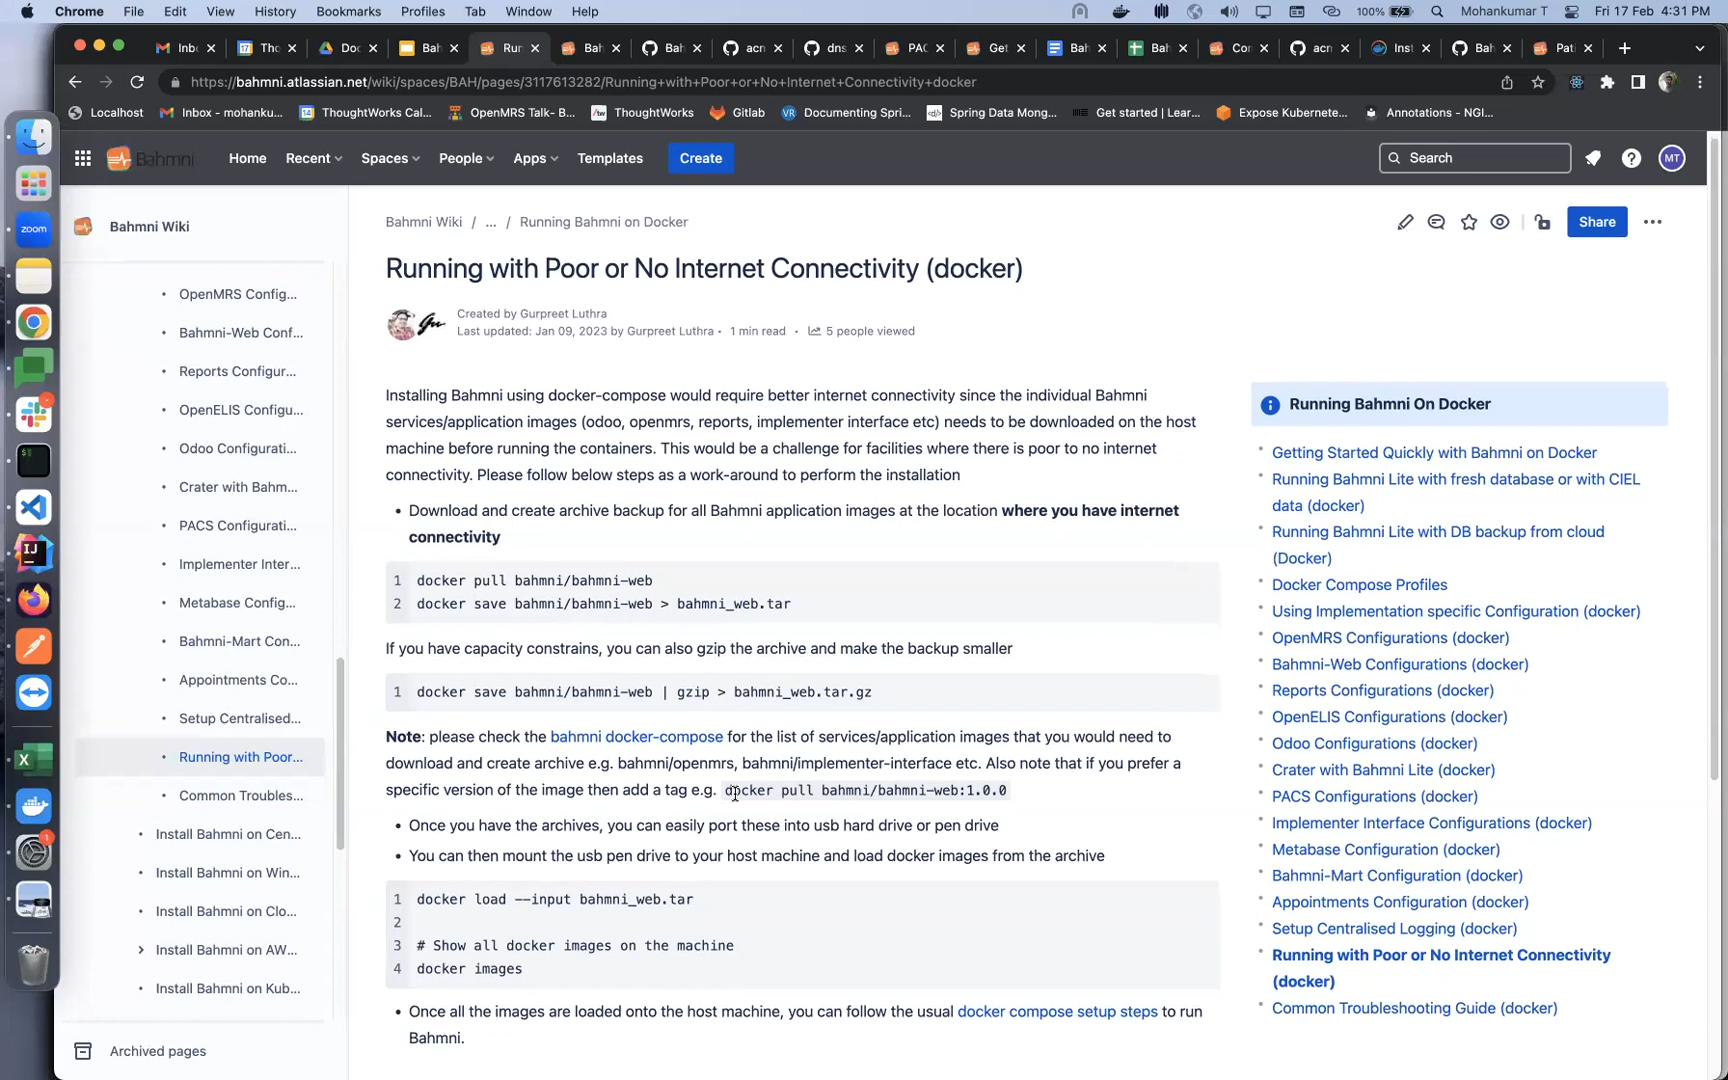 Chrome File Edit View History Bookmarks Profiles Tab Window Help 100% Mohankumar T Fri 17 Feb 4:31 PM
Inb Tho Doc Bah Run Bah Bah acn dns PAC Get Bah Bah Con acn Inst Bah Pati
https://bahmni.atlassian.net/wiki/spaces/BAH/pages/3117613282/Running+with+Poor+or+No+Internet+Connectivity+docker
Localhost Inbox - mohanku... ThoughtWorks Cal... OpenMRS Talk- B... ThoughtWorks Gitlab Documenting Spri... Spring Data Mong... Get started | Lear... Expose Kubernete... Annotations - NGI...
Bahmni Home Recent Spaces People Apps Templates Create Search MT
Bahmni Wiki
OpenMRS Config...
Bahmni-Web Conf...
Reports Configur...
OpenELIS Configu...
Odoo Configurati...
Crater with Bahm...
PACS Configurati...
Implementer Inter...
Metabase Config...
Bahmni-Mart Con...
Appointments Co...
Setup Centralised...
Running with Poor...
Common Troubles...
Install Bahmni on Cen...
Install Bahmni on Win...
Install Bahmni on Clo...
Install Bahmni on AW...
Install Bahmni on Kub...
Archived pages
zoom
Bahmni Wiki / ... / Running Bahmni on Docker
Share
Running with Poor or No Internet Connectivity (docker)
Created by Gurpreet Luthra
Last updated: Jan 09, 2023 by Gurpreet Luthra • 1 min read • 5 people viewed
Installing Bahmni using docker-compose would require better internet connectivity since the individual Bahmni
services/application images (odoo, openmrs, reports, implementer interface etc) needs to be downloaded on the host
machine before running the containers. This would be a challenge for facilities where there is poor to no internet
connectivity. Please follow below steps as a work-around to perform the installation
• Download and create archive backup for all Bahmni application images at the location where you have internet
connectivity
1 docker pull bahmni/bahmni-web
2 docker save bahmni/bahmni-web > bahmni_web.tar
If you have capacity constrains, you can also gzip the archive and make the backup smaller
1 docker save bahmni/bahmni-web | gzip > bahmni_web.tar.gz
Note: please check the bahmni docker-compose for the list of services/application images that you would need to
download and create archive e.g. bahmni/openmrs, bahmni/implementer-interface etc. Also note that if you prefer a
specific version of the image then add a tag e.g. docker pull bahmni/bahmni-web:1.0.0
• Once you have the archives, you can easily port these into usb hard drive or pen drive
• You can then mount the usb pen drive to your host machine and load docker images from the archive
1 docker load --input bahmni_web.tar
2
3 # Show all docker images on the machine
4 docker images
• Once all the images are loaded onto the host machine, you can follow the usual docker compose setup steps to run
Bahmni.
Running Bahmni On Docker
Getting Started Quickly with Bahmni on Docker
Running Bahmni Lite with fresh database or with CIEL
data (docker)
Running Bahmni Lite with DB backup from cloud
(Docker)
Docker Compose Profiles
Using Implementation specific Configuration (docker)
OpenMRS Configurations (docker)
Bahmni-Web Configurations (docker)
Reports Configurations (docker)
OpenELIS Configurations (docker)
Odoo Configurations (docker)
Crater with Bahmni Lite (docker)
PACS Configurations (docker)
Implementer Interface Configurations (docker)
Metabase Configuration (docker)
Bahmni-Mart Configuration (docker)
Appointments Configuration (docker)
Setup Centralised Logging (docker)
Running with Poor or No Internet Connectivity
(docker)
Common Troubleshooting Guide (docker)